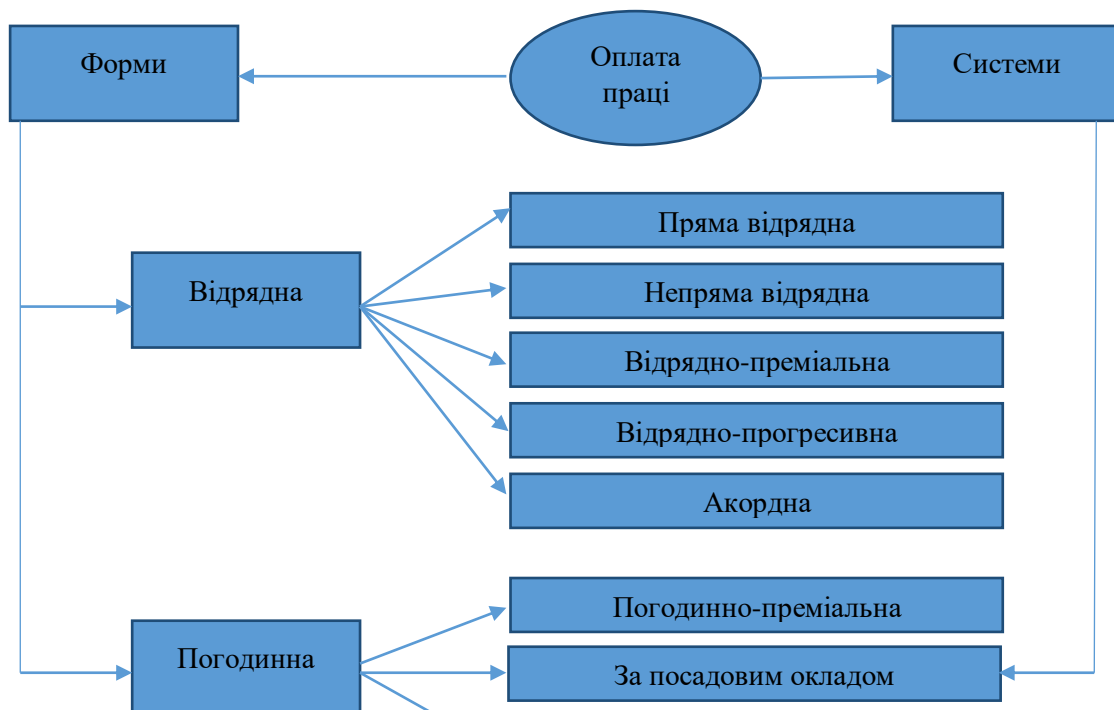 Форми
Оплата
праці
Системи
Пряма відрядна
Відрядна
Непряма відрядна
Відрядно-преміальна
Відрядно-прогресивна
Акордна
Погодинно-преміальна
Погодинна
За посадовим окладом